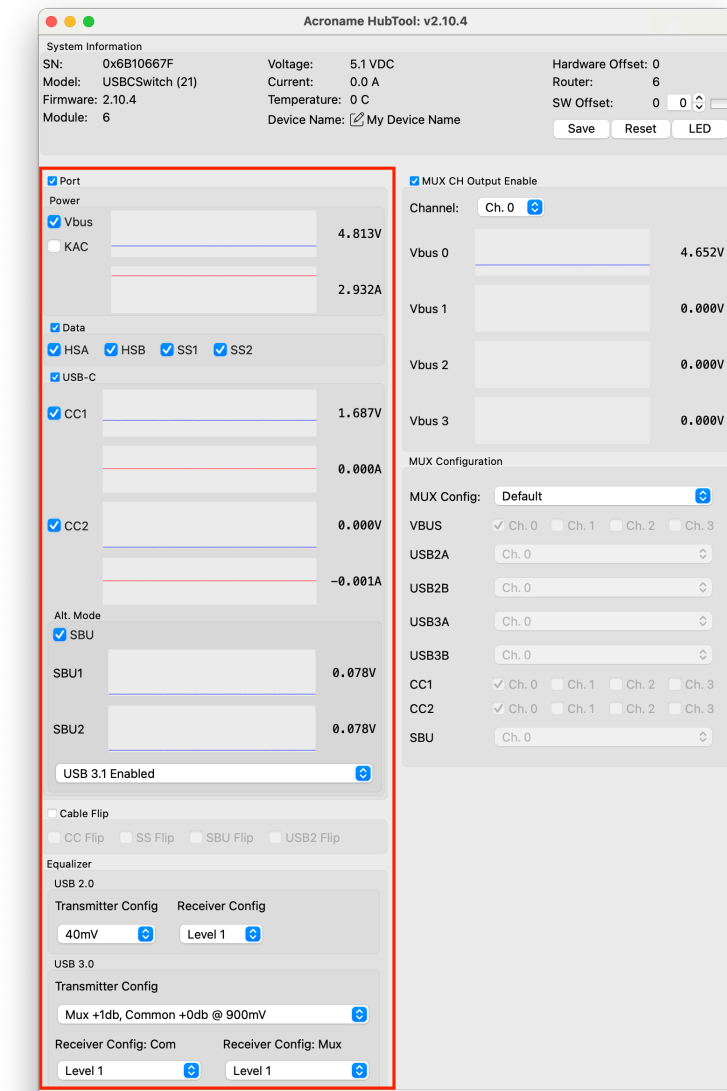 Acroname HubTool: v2.10.4
System Information
SN: 0x6B10667F
Voltage: 5.1 VDC
Hardware Offset: 0
Model: USBCSwitch (21)
Current: 0.0 A
Router: 6
Firmware: 2.10.4
Temperature: 0 C
SW Offset: 0 0
Module: 6
Device Name: My Device Name
Save Reset LED
Port
Power
Vbus
4.813V
KAC
2.932A
Data
HSA HSB SS1 SS2
USB-C
CC1
1.687V
0.000A
CC2
0.000V
-0.001A
Alt. Mode
SBU
SBU1
0.078V
SBU2
0.078V
USB 3.1 Enabled
Cable Flip
CC Flip SS Flip SBU Flip USB2 Flip
Equalizer
USB 2.0
Transmitter Config Receiver Config
40mV Level 1
USB 3.0
Transmitter Config
Mux +1db, Common +0db @ 900mV
Receiver Config: Com Receiver Config: Mux
Level 1 Level 1
MUX CH Output Enable
Channel: Ch. 0
Vbus 0 4.652V
Vbus 1 0.000V
Vbus 2 0.000V
Vbus 3 0.000V
MUX Configuration
MUX Config: Default
VBUS Ch. 0 Ch. 1 Ch. 2 Ch. 3
USB2A Ch. 0
USB2B Ch. 0
USB3A Ch. 0
USB3B Ch. 0
CC1 Ch. 0 Ch. 1 Ch. 2 Ch. 3
CC2 Ch. 0 Ch. 1 Ch. 2 Ch. 3
SBU Ch. 0